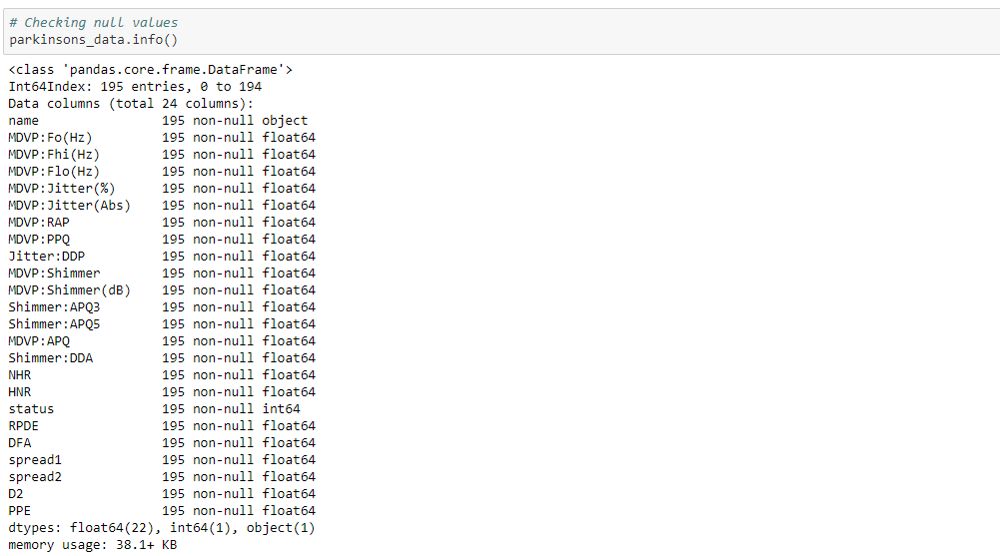 # Checking null values
parkinsons_data.info()
<class 'pandas.core.frame.DataFrame'>
Int64Index: 195 entries, 0 to 194
Data columns (total 24 columns):
name                195 non-null object
MDVP:Fo(Hz)         195 non-null float64
MDVP:Fhi(Hz)        195 non-null float64
MDVP:Flo(Hz)        195 non-null float64
MDVP:Jitter(%)      195 non-null float64
MDVP:Jitter(Abs)    195 non-null float64
MDVP:RAP            195 non-null float64
MDVP:PPQ            195 non-null float64
Jitter:DDP          195 non-null float64
MDVP:Shimmer        195 non-null float64
MDVP:Shimmer(dB)    195 non-null float64
Shimmer:APQ3        195 non-null float64
Shimmer:APQ5        195 non-null float64
MDVP:APQ            195 non-null float64
Shimmer:DDA         195 non-null float64
NHR                 195 non-null float64
HNR                 195 non-null float64
status              195 non-null int64
RPDE                195 non-null float64
DFA                 195 non-null float64
spread1             195 non-null float64
spread2             195 non-null float64
D2                  195 non-null float64
PPE                 195 non-null float64
dtypes: float64(22), int64(1), object(1)
memory usage: 38.1+ KB